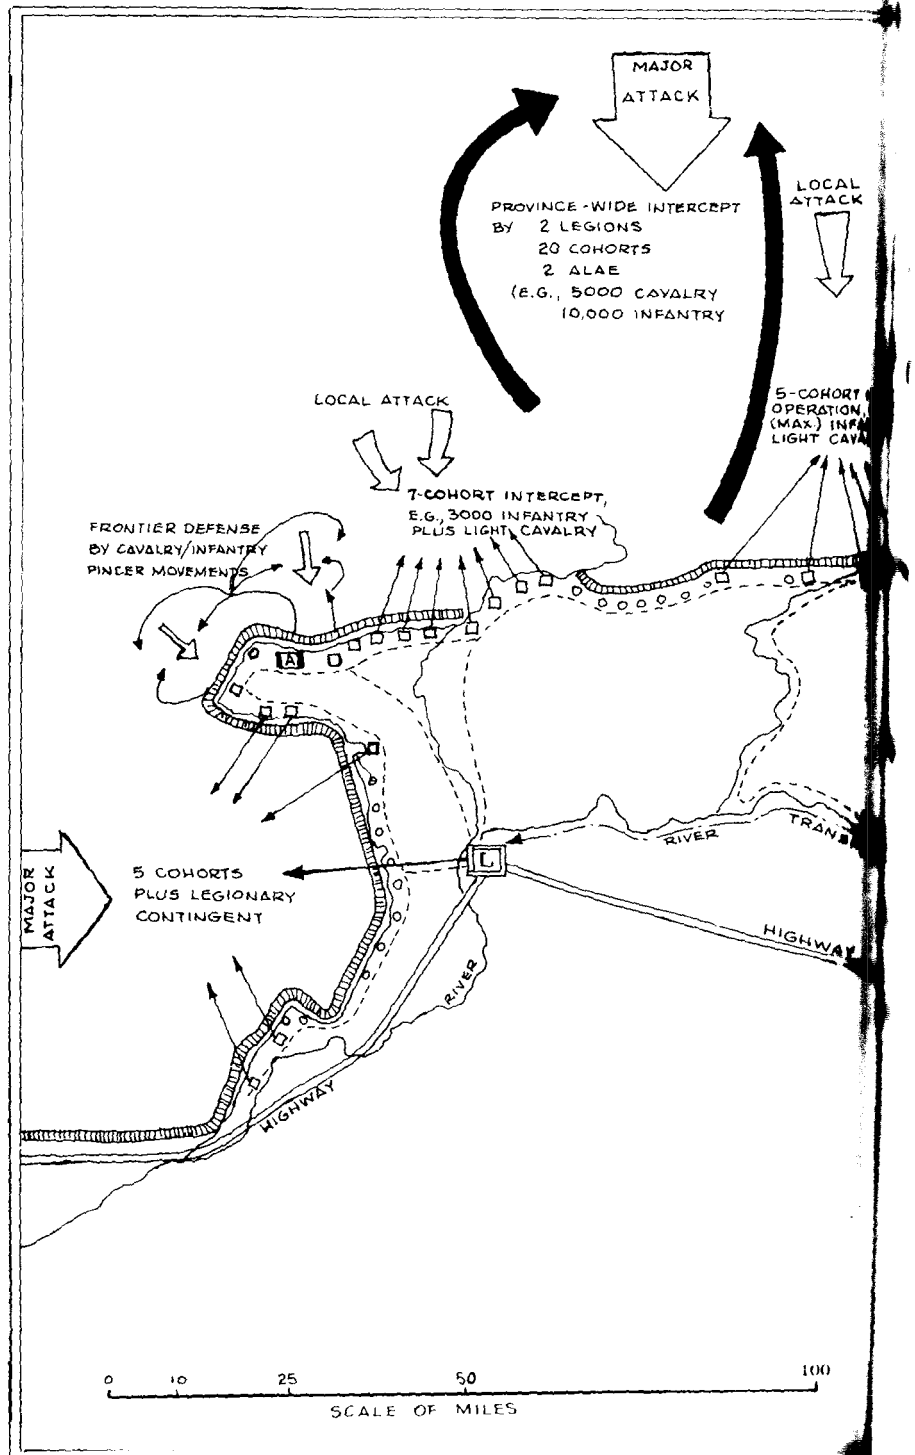 MAJOR
ATTACK
PROVINCE-WIDE INTERCEPT
BY 2 LEGIONS
20 COHORTS
2 ALAE
(E.G., 5000 CAVALRY
10,000 INFANTRY
LOCAL
ATTACK
5-COHORT
OPERATION,
(MAX.)
LIGHT
LOCAL ATTACK
7-COHORT INTERCEPT,
E.G., 3000 INFANTRY
PLUS LIGHT CAVALRY
FRONTIER DEFENSE
BY CAVALRY/INFANTRY
PINCER MOVEMENTS
A
MAJOR
ATTACK
5 COHORTS
PLUS LEGIONARY
CONTINGENT
L
RIVER
HIGHWAY
RIVER
HIGHWAY
0 10 25 50 100
SCALE OF MILES